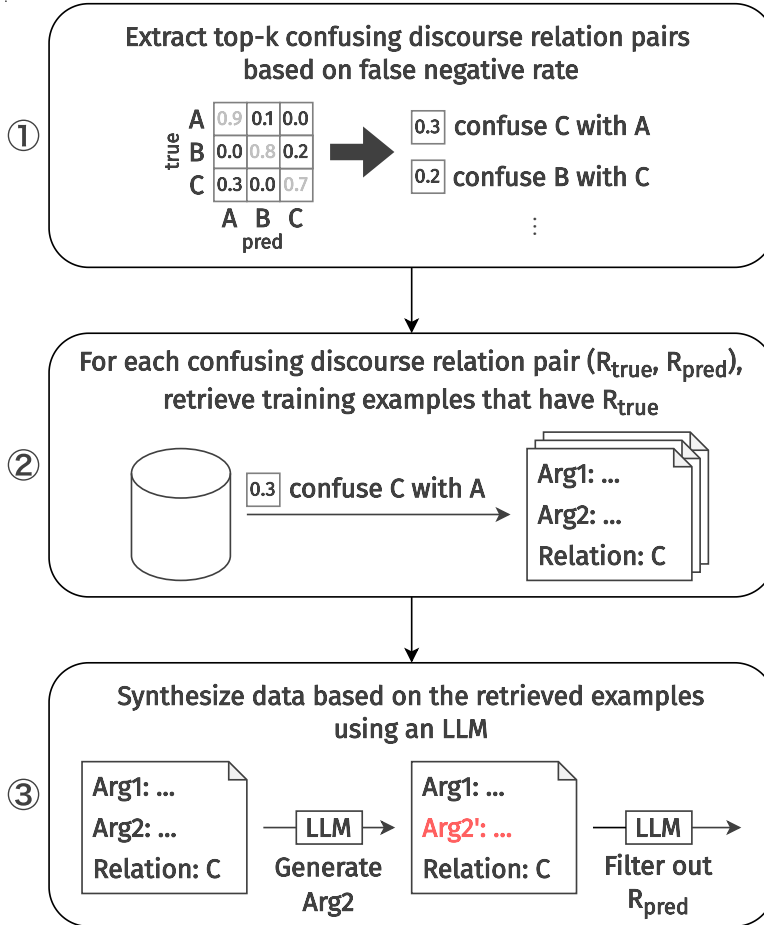 Extract top-k confusing discourse relation pairs
based on false negative rate
①
true
A 0.9 0.1 0.0
B 0.0 0.8 0.2
C 0.3 0.0 0.7
A B C
pred
0.3 confuse C with A
0.2 confuse B with C
⋮
For each confusing discourse relation pair (Rtrue, Rpred),
retrieve training examples that have Rtrue
②
0.3 confuse C with A
Arg1: ...
Arg2: ...
Relation: C
Synthesize data based on the retrieved examples
using an LLM
③
Arg1: ...
Arg2: ...
Relation: C
LLM
Generate
Arg2
Arg1: ...
Arg2': ...
Relation: C
LLM
Filter out
Rpred